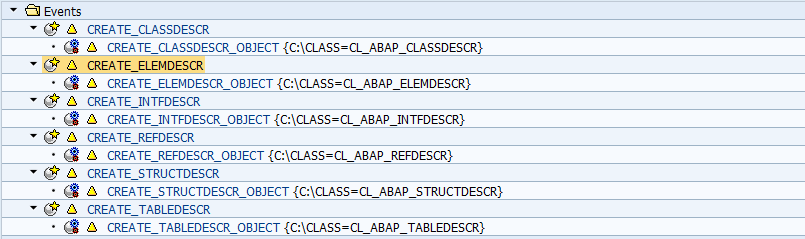 Events
CREATE_CLASSDESCR
CREATE_CLASSDESCR_OBJECT {C:\CLASS=CL_ABAP_CLASSDESCR}
CREATE_ELEMDESCR
CREATE_ELEMDESCR_OBJECT {C:\CLASS=CL_ABAP_ELEMDESCR}
CREATE_INTFDESCR
CREATE_INTFDESCR_OBJECT {C:\CLASS=CL_ABAP_INTFDESCR}
CREATE_REFDESCR
CREATE_REFDESCR_OBJECT {C:\CLASS=CL_ABAP_REFDESCR}
CREATE_STRUCTDESCR
CREATE_STRUCTDESCR_OBJECT {C:\CLASS=CL_ABAP_STRUCTDESCR}
CREATE_TABLEDESCR
CREATE_TABLEDESCR_OBJECT {C:\CLASS=CL_ABAP_TABLEDESCR}